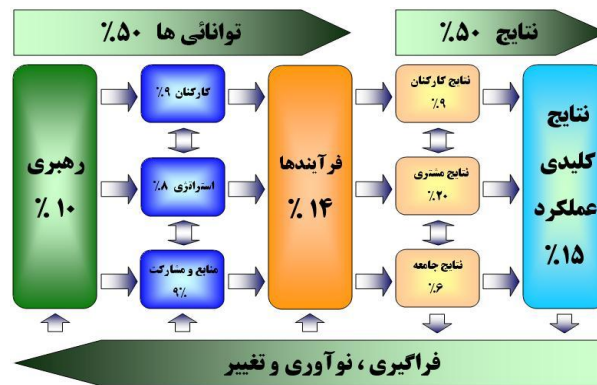 توانائی ها ۵۰٪
نتایج ۵۰٪
رهبری
۱۰ ٪
کارکنان ۹٪
استراتژی ۸٪
منابع و مشارکت
۹٪
فرآیندها
۱۴ ٪
نتایج کارکنان
۹٪
نتایج مشتری
۲۰٪
نتایج جامعه
۶٪
نتایج
کلیدی
عملکرد
۱۵٪
فراگیری ، نوآوری و تغییر